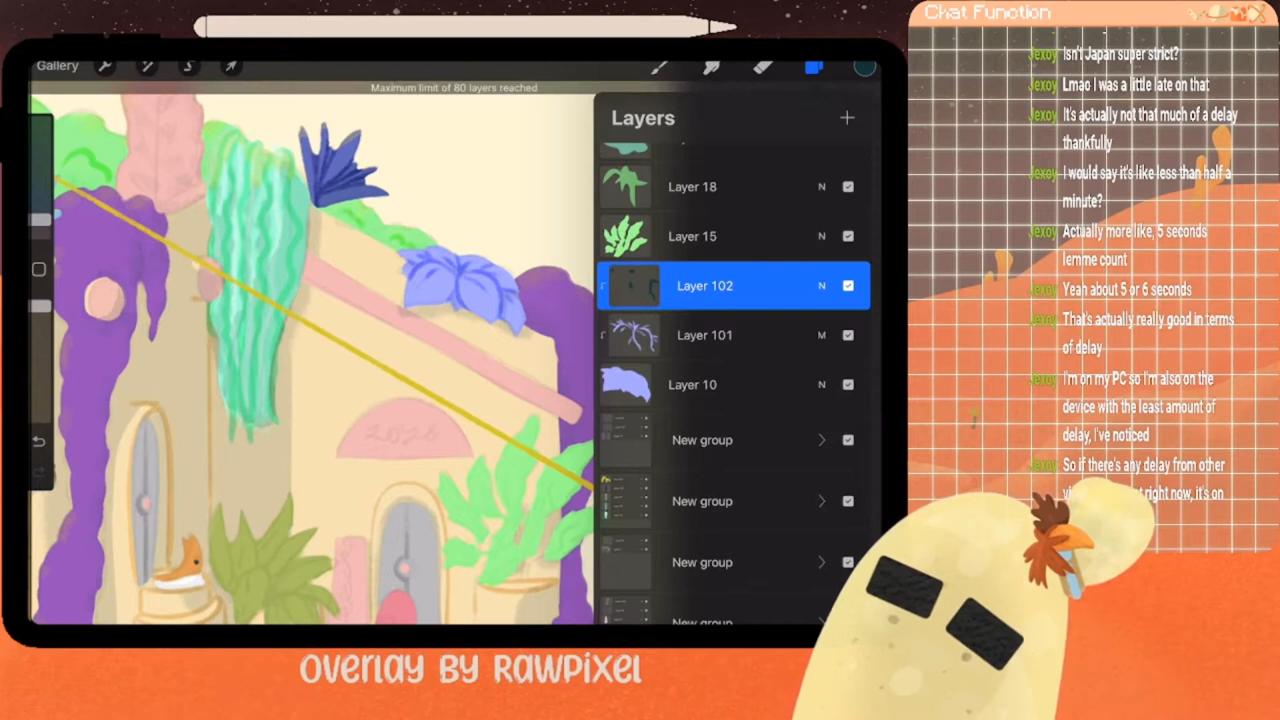 Chat Function
Gallery
Maximum limit of 80 layers reached
Layers
Layer 18
N
Layer 15
N
Layer 102
N
Layer 101
M
Layer 10
N
New group
New group
New group
New group
2026
Jexoy Isn't Japan super strict?
Jexoy Lmao I was a little late on that
Jexoy It's actually not that much of a delay
thankfully
Jexoy I would say it's like less than half a
minute?
Jexoy Actually more like, 5 seconds
lemme count
Jexoy Yeah about 5 or 6 seconds
Jexoy That's actually really good in terms
of delay
Jexoy I'm on my PC so I'm also on the
device with the least amount of
delay, I've noticed
Jexoy So if there's any delay from other
right now, it's on
Overlay by Rawpixel